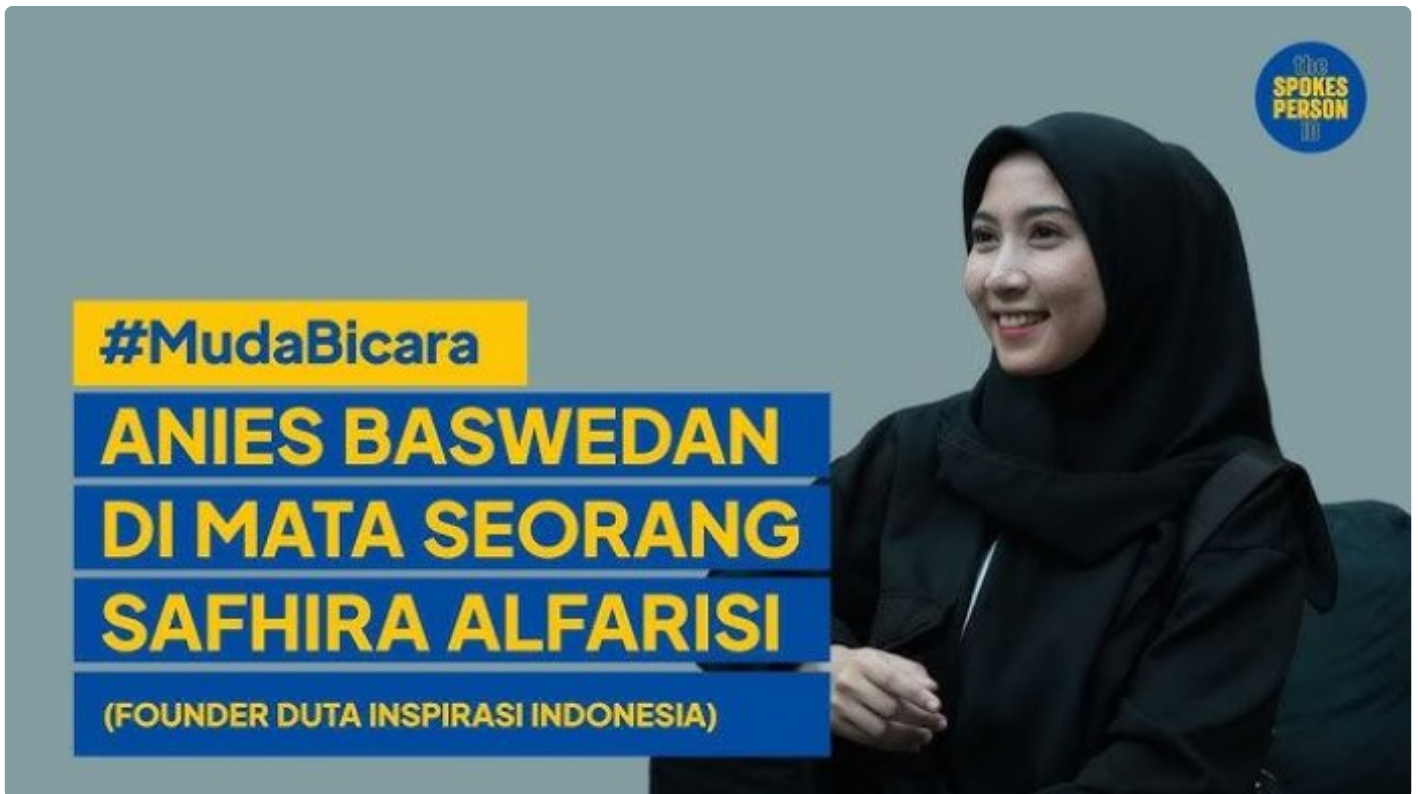 the
SPOKES
PERSON
ID
#MudaBicara
ANIES BASWEDAN
DI MATA SEORANG
SAFHIRA ALFARISI
(FOUNDER DUTA INSPIRASI INDONESIA)